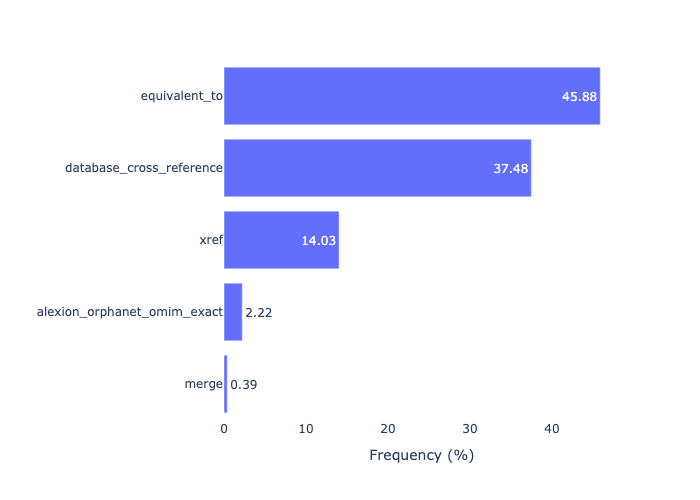 equivalent_to
45.88
database_cross_reference
37.48
xref
14.03
alexion_orphanet_omim_exact
2.22
merge
0.39
0 10 20 30 40
Frequency (%)